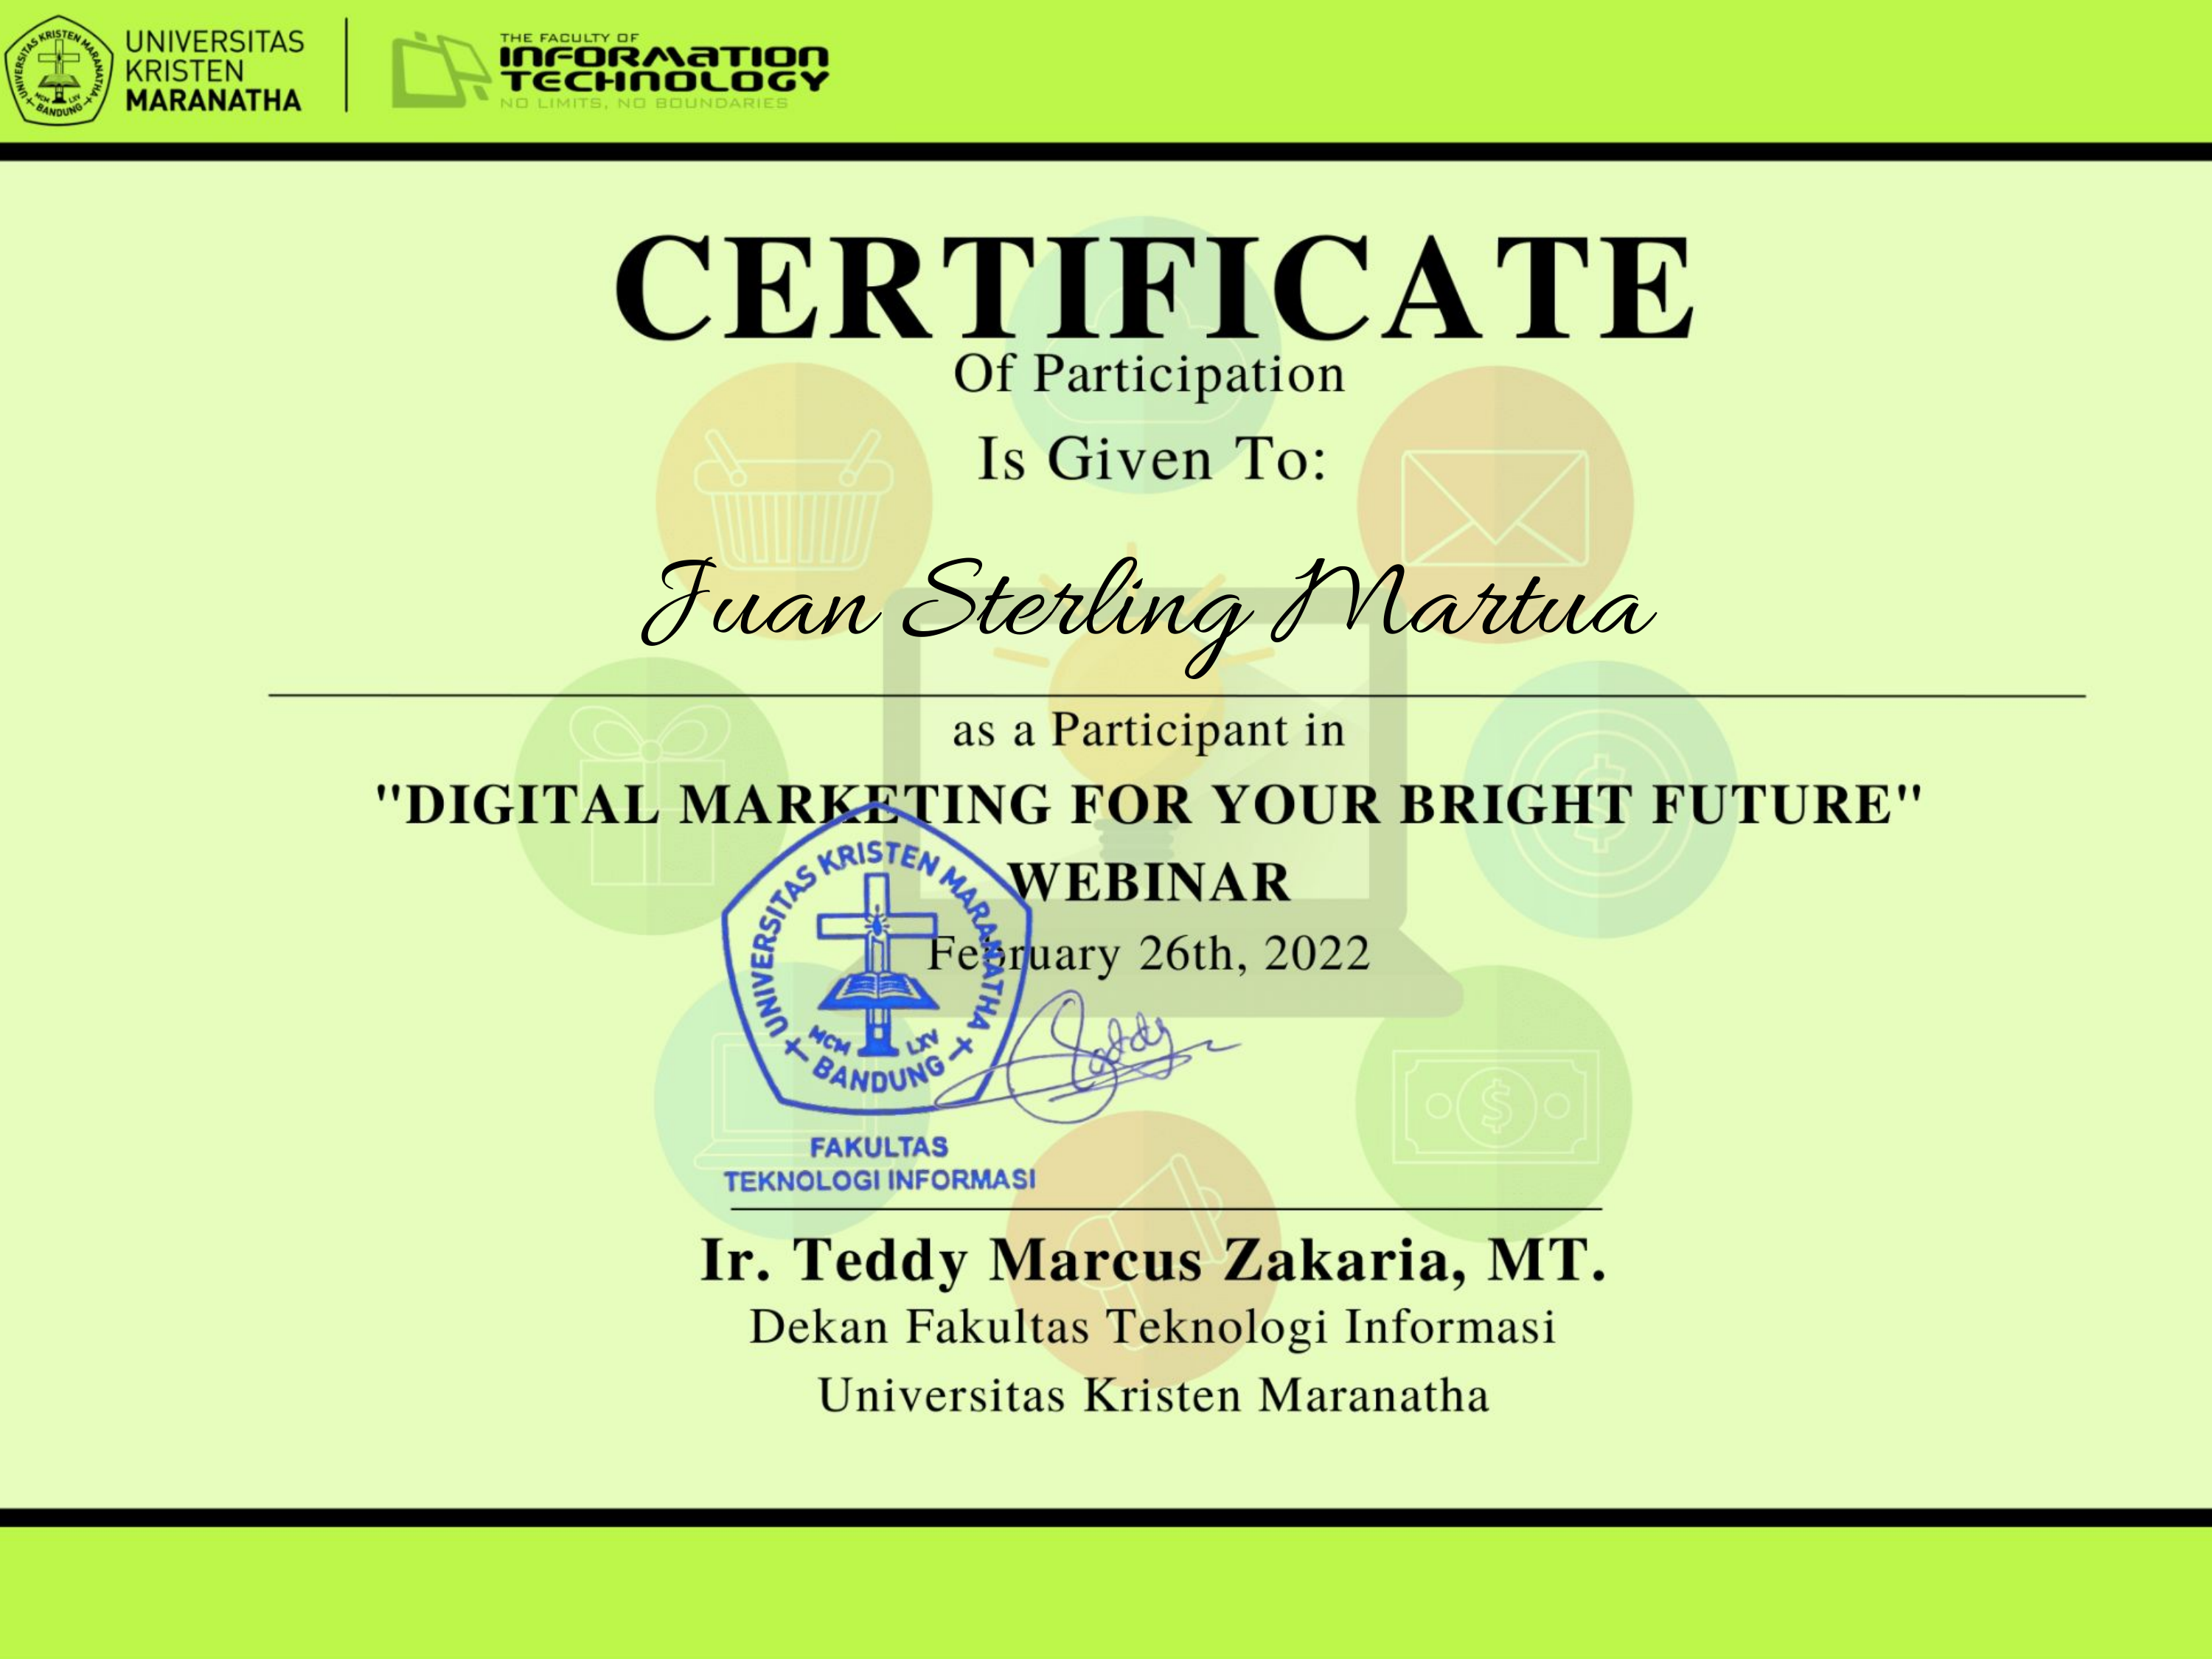 UNIVERSITAS
KRISTEN
MARANATHA
UNIVERSITAS KRISTEN MARANATHA
MCM LXV
BANDUNG
THE FACULTY OF
INFORMATION
TECHNOLOGY
NO LIMITS, NO BOUNDARIES
CERTIFICATE
Of Participation
Is Given To:
Juan Sterling Martua
as a Participant in
"DIGITAL MARKETING FOR YOUR BRIGHT FUTURE"
WEBINAR
February 26th, 2022
UNIVERSITAS KRISTEN MARANATHA
MCM LXV
BANDUNG
Teddy
FAKULTAS
TEKNOLOGI INFORMASI
Ir. Teddy Marcus Zakaria, MT.
Dekan Fakultas Teknologi Informasi
Universitas Kristen Maranatha